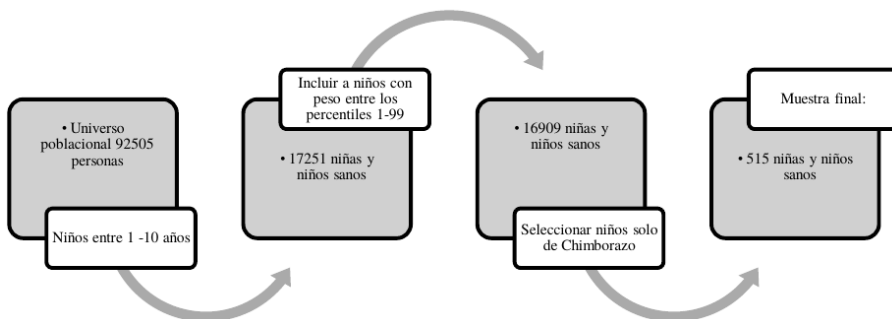 • Universo
poblacional 92505
personas
Niños entre 1 -10 años
Incluir a niños con
peso entre los
percentiles 1-99
• 17251 niñas y
niños sanos
• 16909 niñas y
niños sanos
Seleccionar niños solo
de Chimborazo
Muestra final:
• 515 niñas y niños
sanos